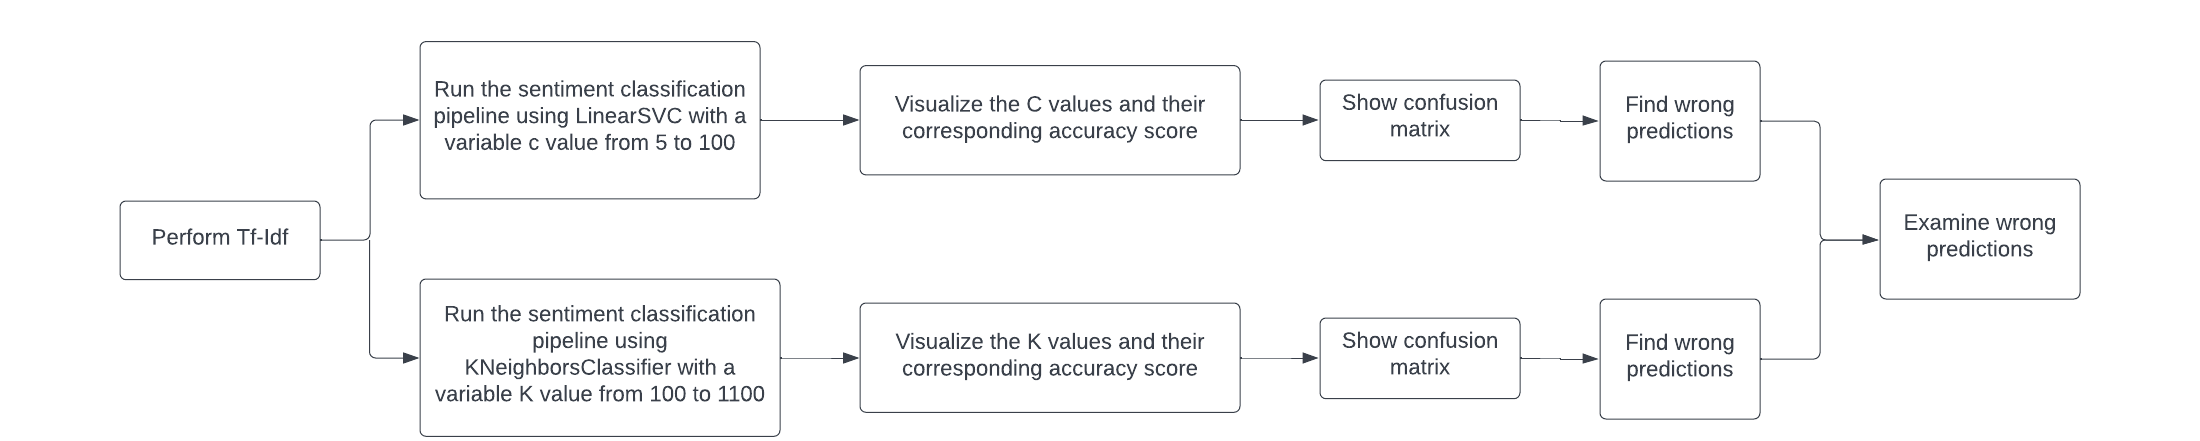 Perform Tf-Idf
Run the sentiment classification
pipeline using LinearSVC with a
variable c value from 5 to 100
Visualize the C values and their
corresponding accuracy score
Show confusion
matrix
Find wrong
predictions
Run the sentiment classification
pipeline using
KNeighborsClassifier with a
variable K value from 100 to 1100
Visualize the K values and their
corresponding accuracy score
Show confusion
matrix
Find wrong
predictions
Examine wrong
predictions